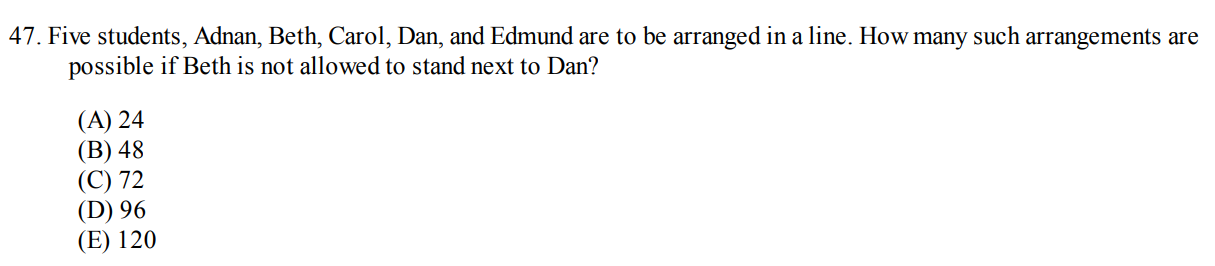 47. Five students, Adnan, Beth, Carol, Dan, and Edmund are to be arranged in a line. How many such arrangements are
possible if Beth is not allowed to stand next to Dan?
(A) 24
(B) 48
(C) 72
(D) 96
(E) 120